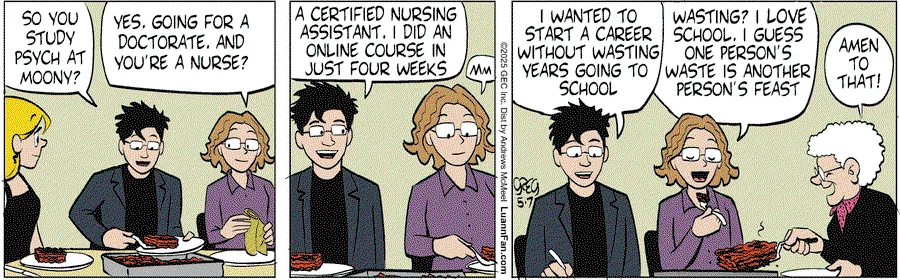 SO YOU
STUDY
PSYCH AT
MOONY?
YES. GOING FOR A
DOCTORATE. AND
YOU'RE A NURSE?
A CERTIFIED NURSING
ASSISTANT. I DID AN
ONLINE COURSE IN
JUST FOUR WEEKS
MM
©2025 GEC Inc. Dist by Andrews McMeel LuannFan.com
I WANTED TO
START A CAREER
WITHOUT WASTING
YEARS GOING TO
SCHOOL
WASTING? I LOVE
SCHOOL. I GUESS
ONE PERSON'S
WASTE IS ANOTHER
PERSON'S FEAST
AMEN
TO
THAT!
GREG
5.7